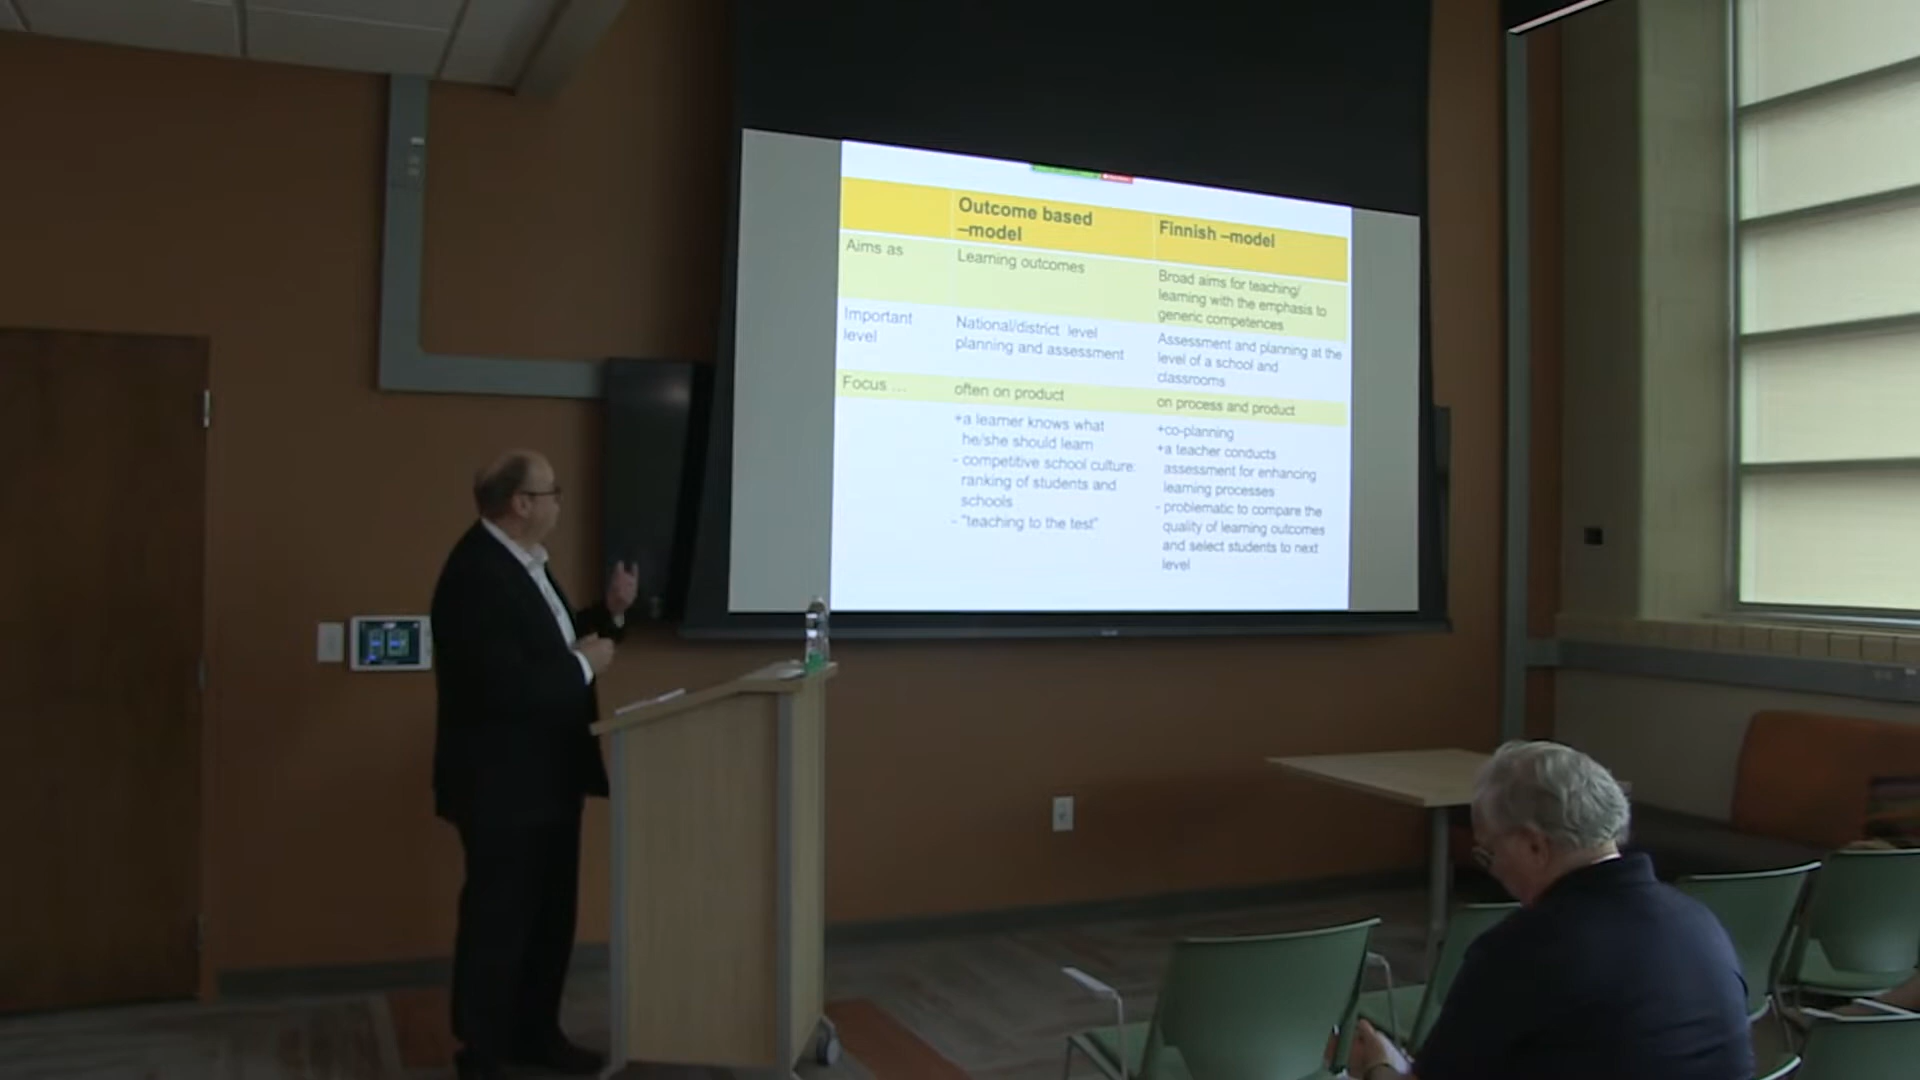 Outcome based
–model
Finnish –model
Aims as
Learning outcomes
Broad aims for teaching/
learning with the emphasis to
generic competences
Important
level
National/district level
planning and assessment
Assessment and planning at the
level of a school and
classrooms
Focus ...
often on product
on process and product
+a learner knows what
he/she should learn
- competitive school culture:
ranking of students and
schools
- "teaching to the test"
+co-planning
+a teacher conducts
assessment for enhancing
learning processes
- problematic to compare the
quality of learning outcomes
and select students to next
level